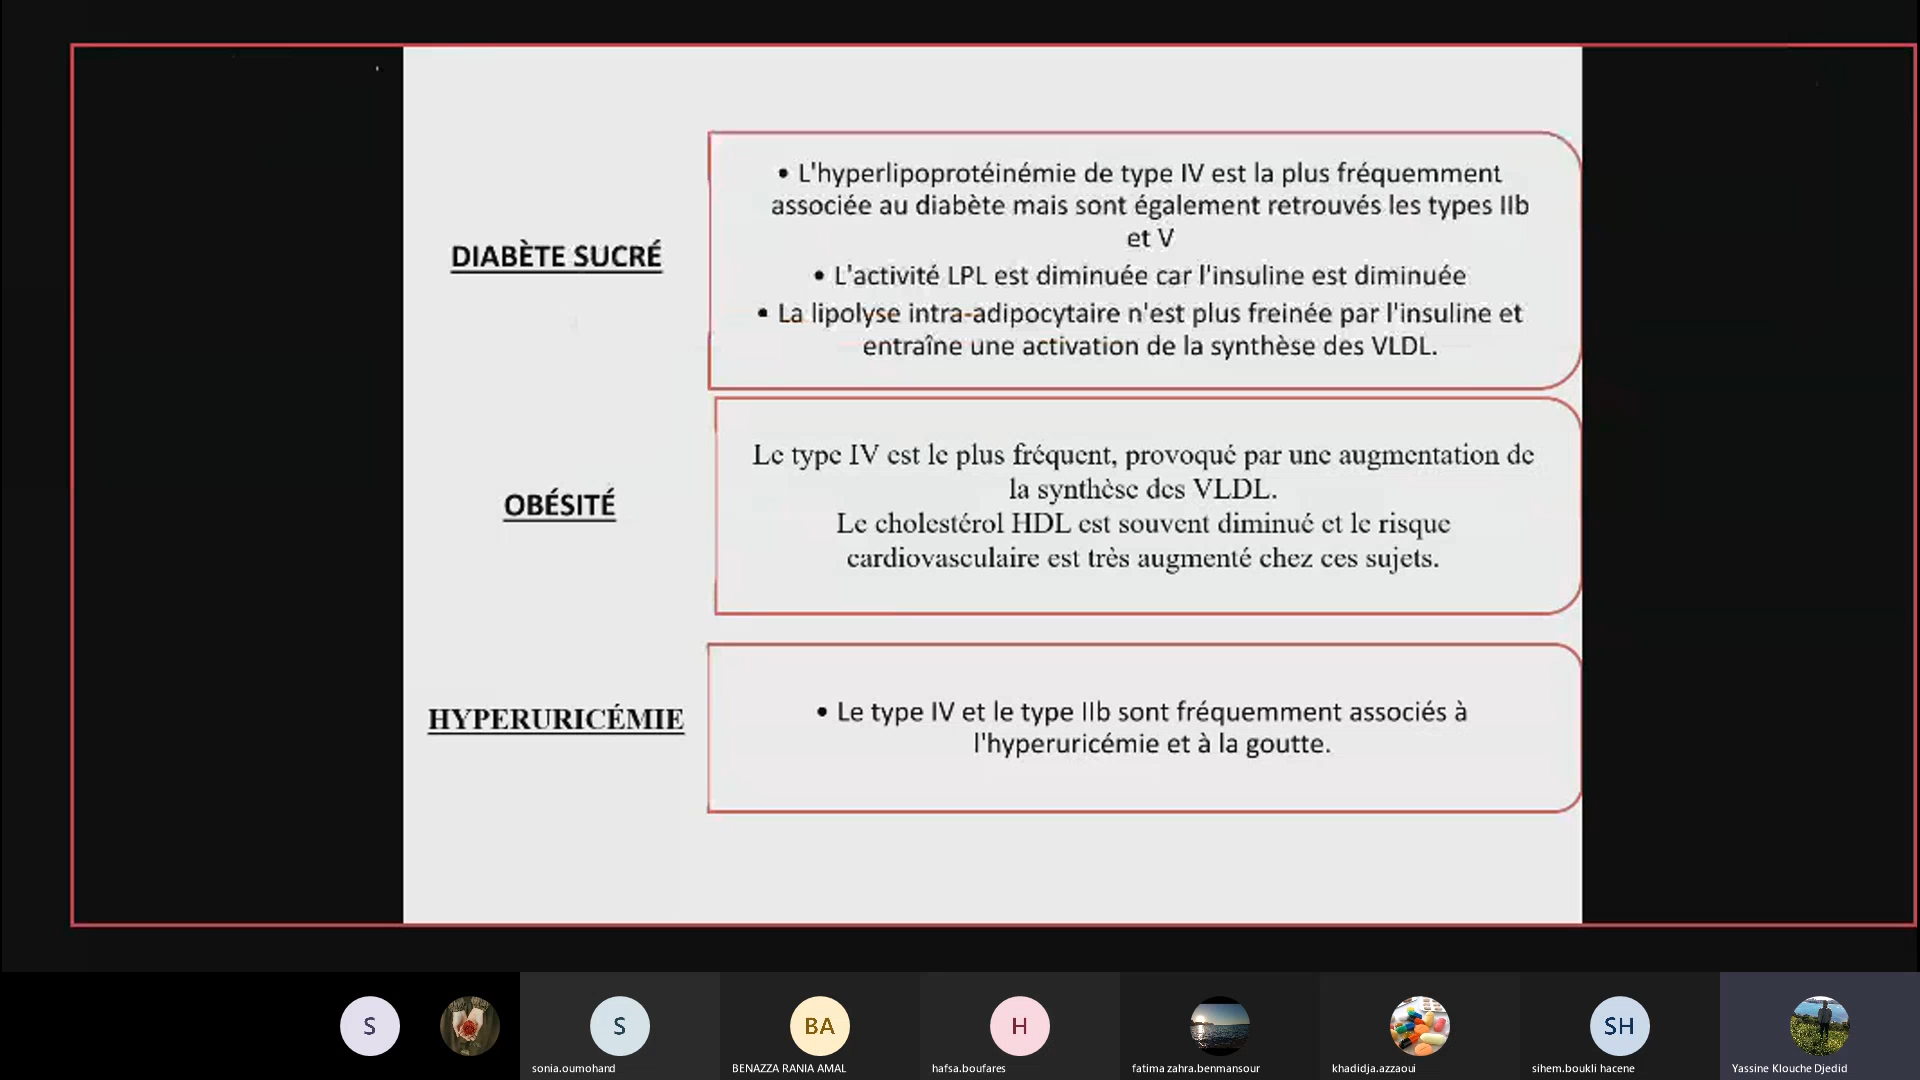 DIABÈTE SUCRÉ
• L'hyperlipoprotéinémie de type IV est la plus fréquemment
associée au diabète mais sont également retrouvés les types IIb
et V
• L'activité LPL est diminuée car l'insuline est diminuée
• La lipolyse intra-adipocytaire n'est plus freinée par l'insuline et
entraîne une activation de la synthèse des VLDL.
OBÉSITÉ
Le type IV est le plus fréquent, provoqué par une augmentation de
la synthèse des VLDL.
Le cholestérol HDL est souvent diminué et le risque
cardiovasculaire est très augmenté chez ces sujets.
HYPERURICÉMIE
• Le type IV et le type IIb sont fréquemment associés à
l'hyperuricémie et à la goutte.
S
S
BA
H
SH
sonia.oumohand
BENAZZA RANIA AMAL
hafsa.boufares
fatima zahra.benmansour
khadidja.azzaoui
sihem.boukli hacene
Yassine Klouche Djedid